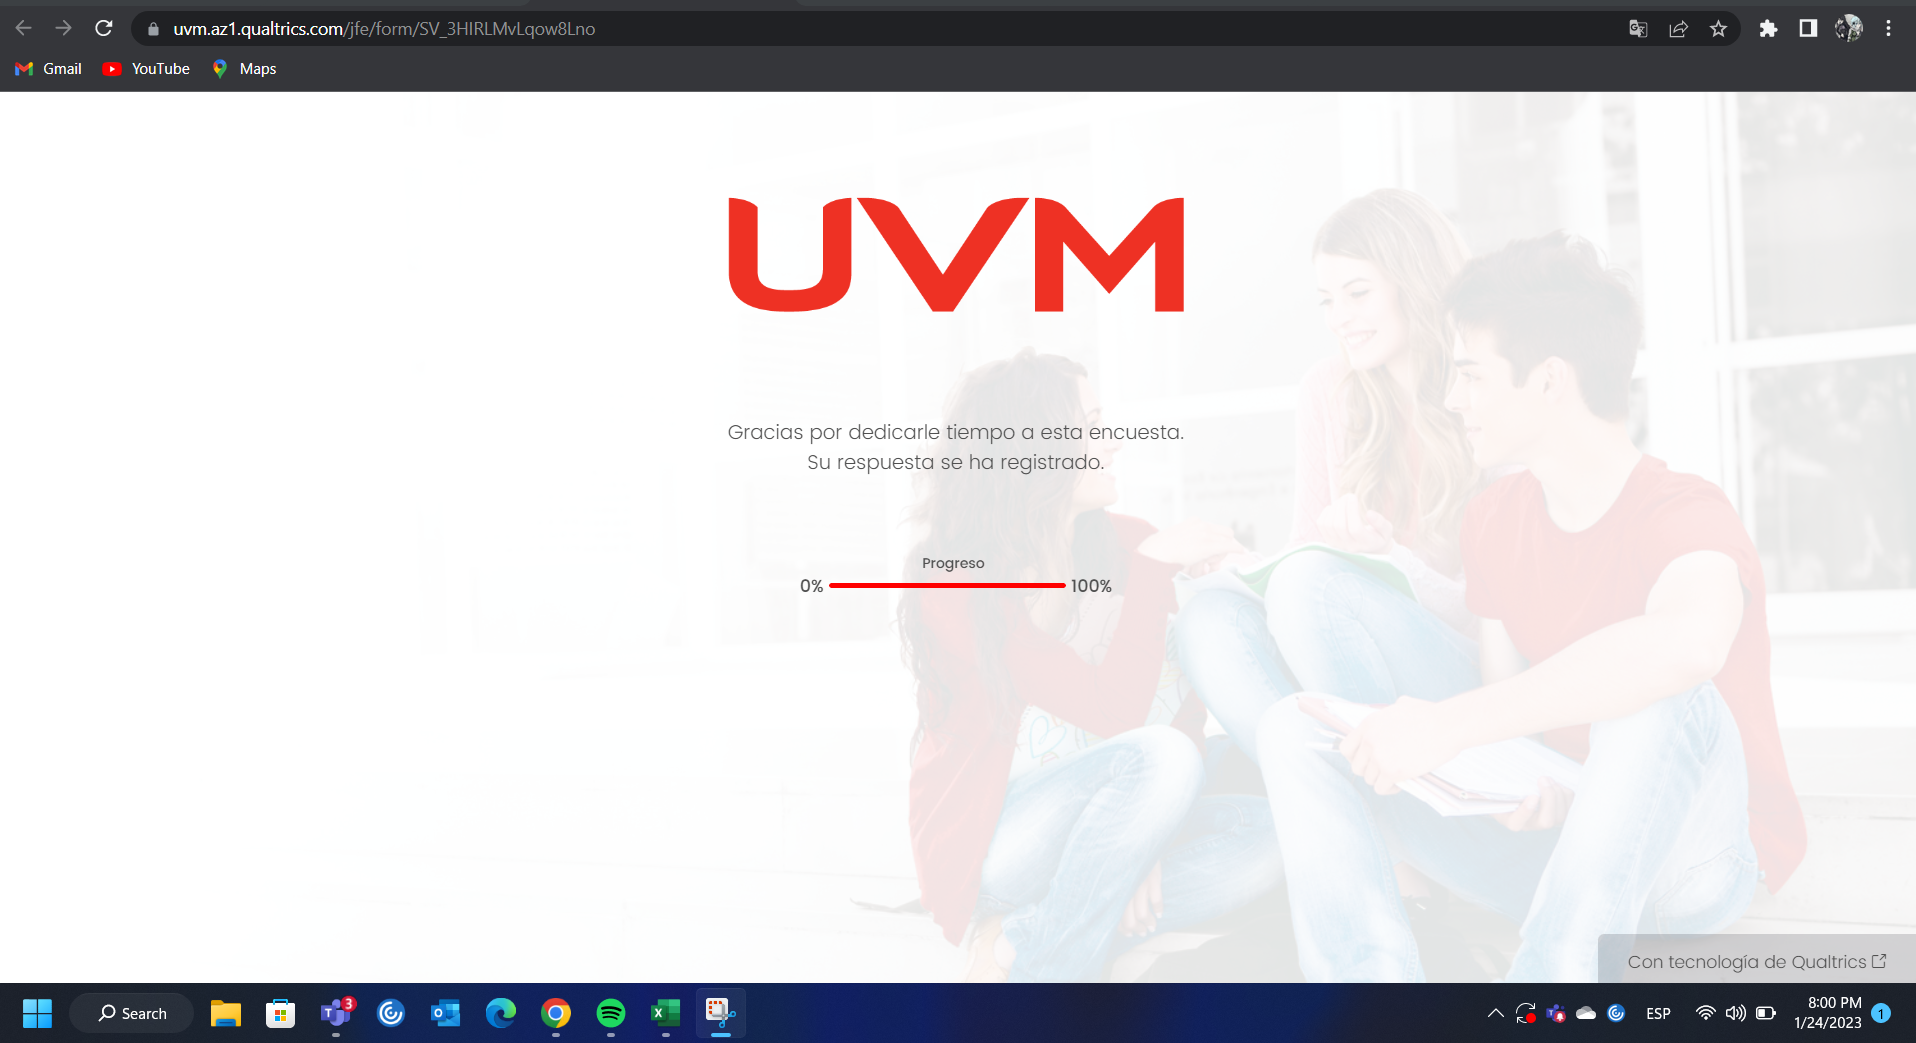 uvm.az1.qualtrics.com/jfe/form/SV_3HIRLMvLqow8Lno
Gmail YouTube Maps
UVM
Gracias por dedicarle tiempo a esta encuesta.
Su respuesta se ha registrado.
Progreso
0% 100%
Con tecnología de Qualtrics
Search
3
ESP
8:00 PM
1/24/2023
1